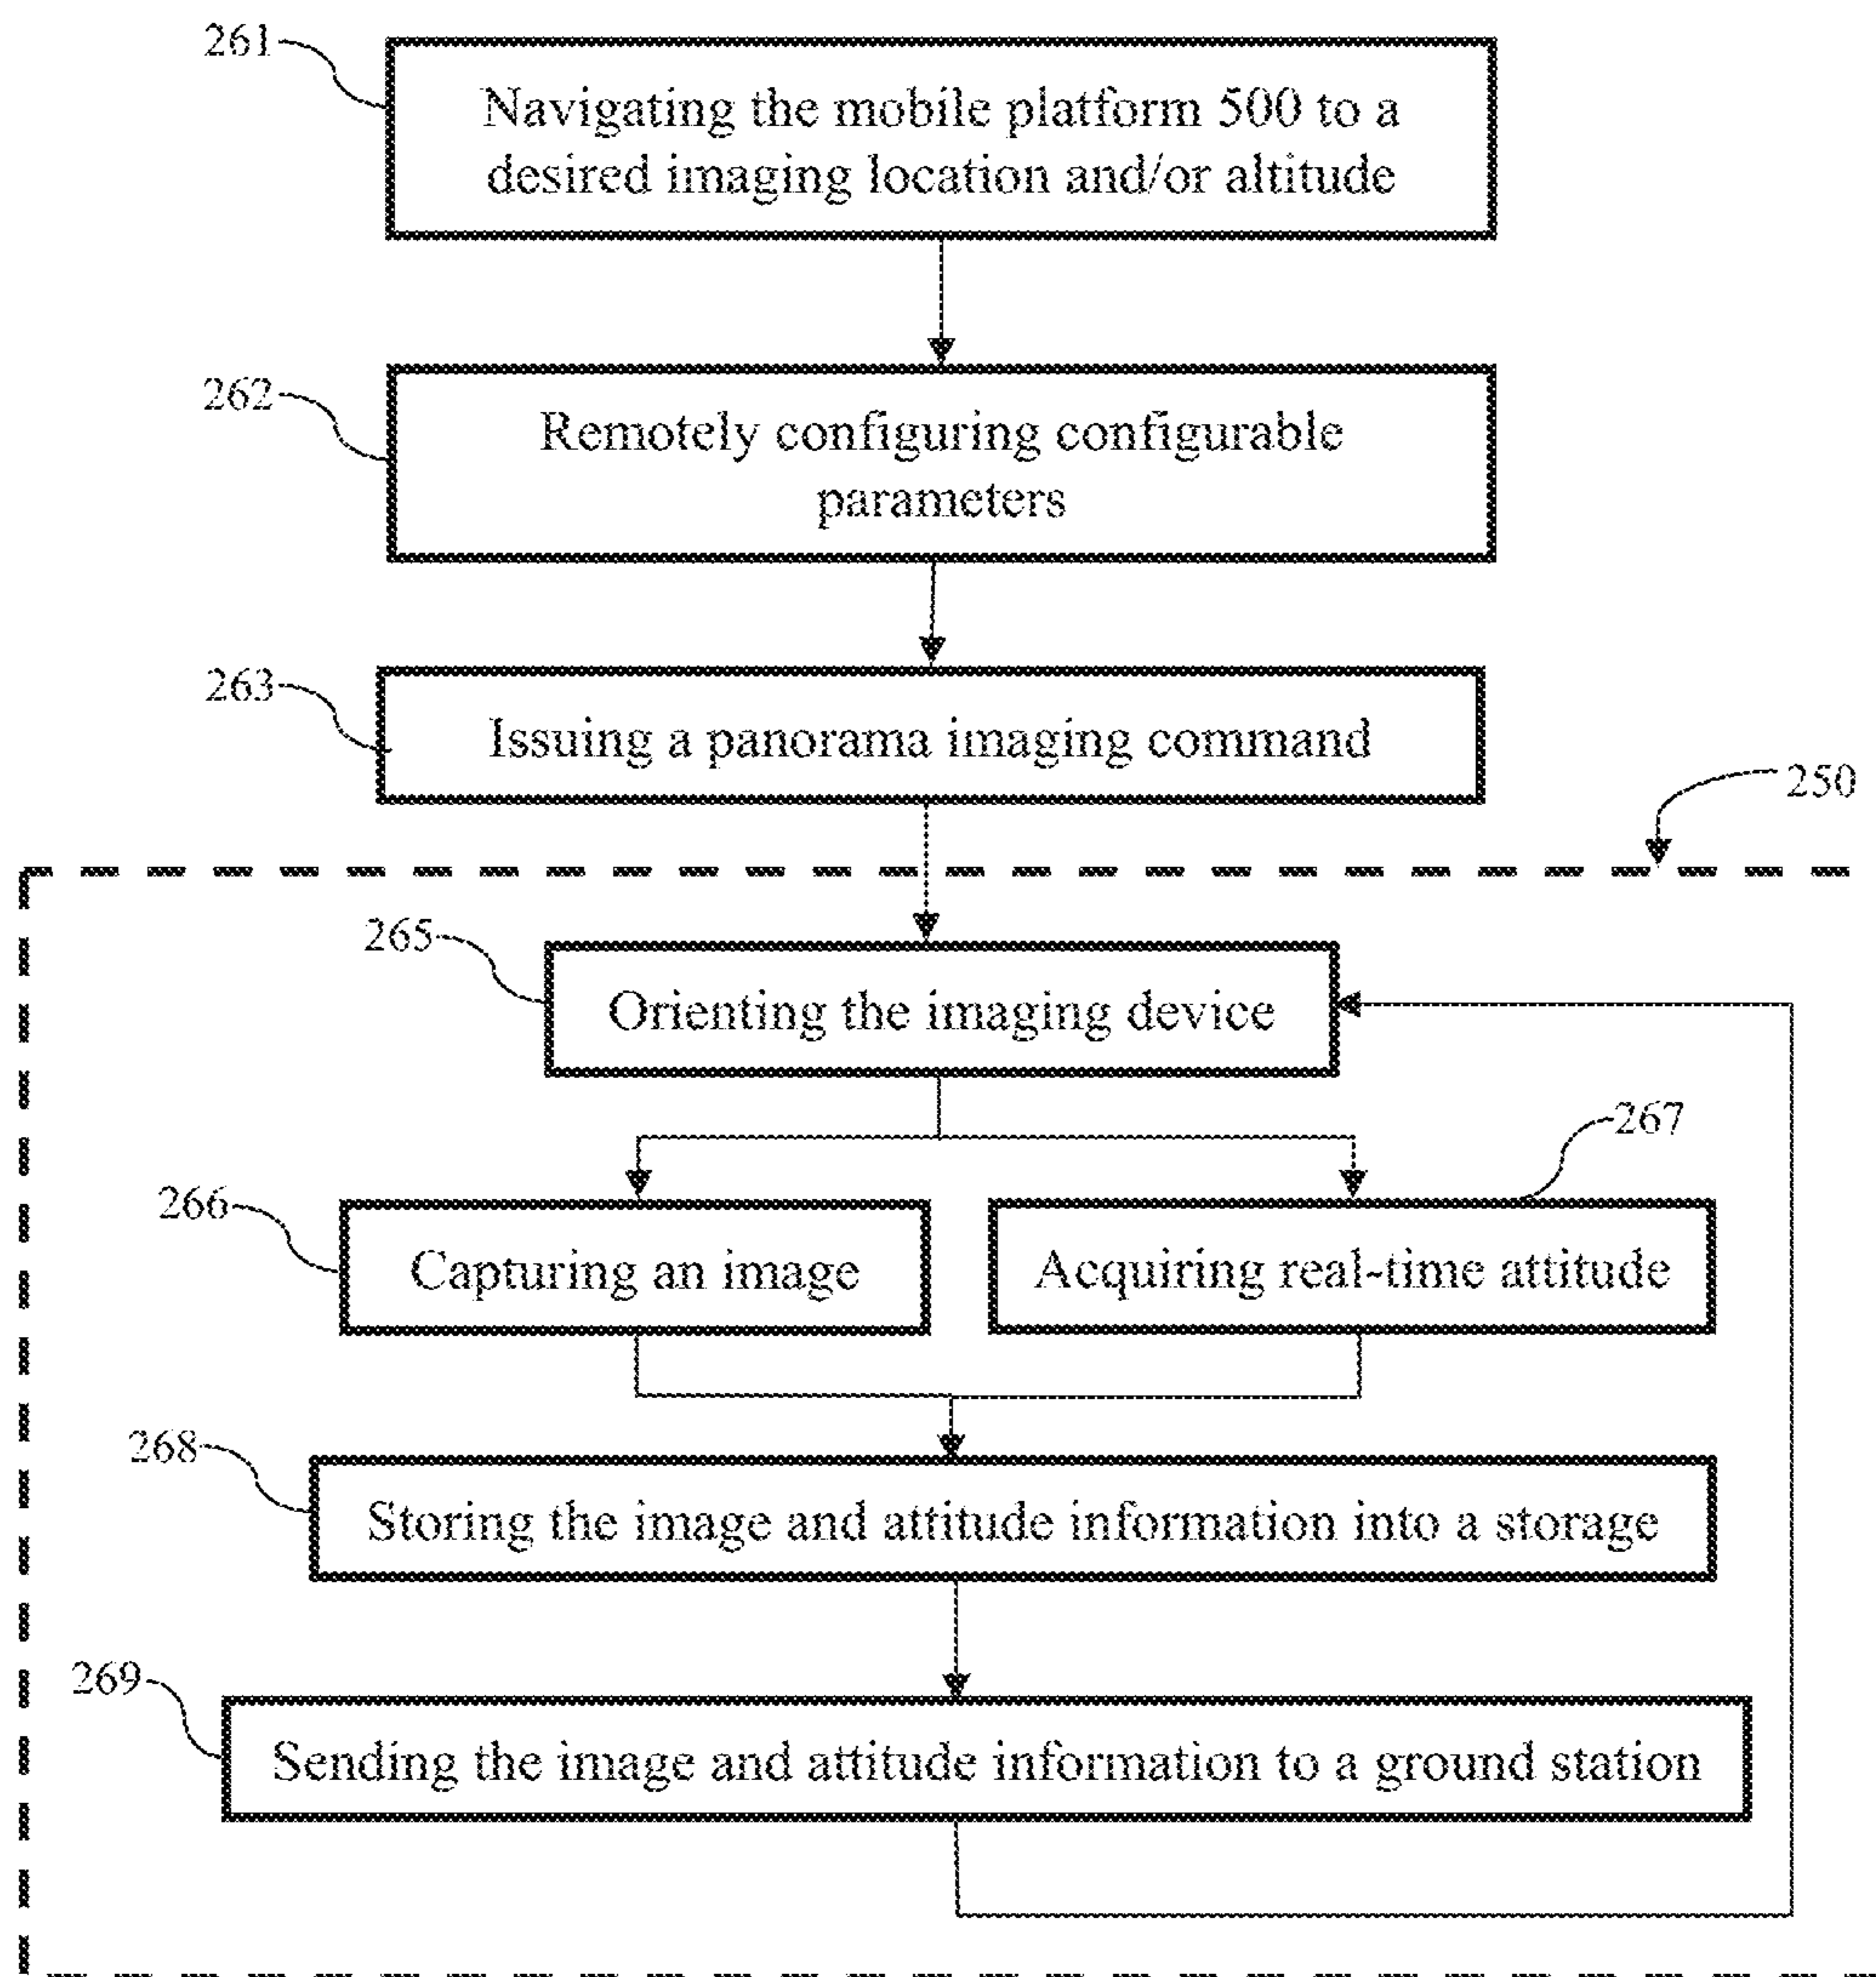 261
Navigating the mobile platform 500 to a
desired imaging location and/or altitude
262
Remotely configuring configurable
parameters
263
Issuing a panorama imaging command
250
265
Orienting the imaging device
267
266
Capturing an image
Acquiring real-time attitude
268
Storing the image and attitude information into a storage
269
Sending the image and attitude information to a ground station